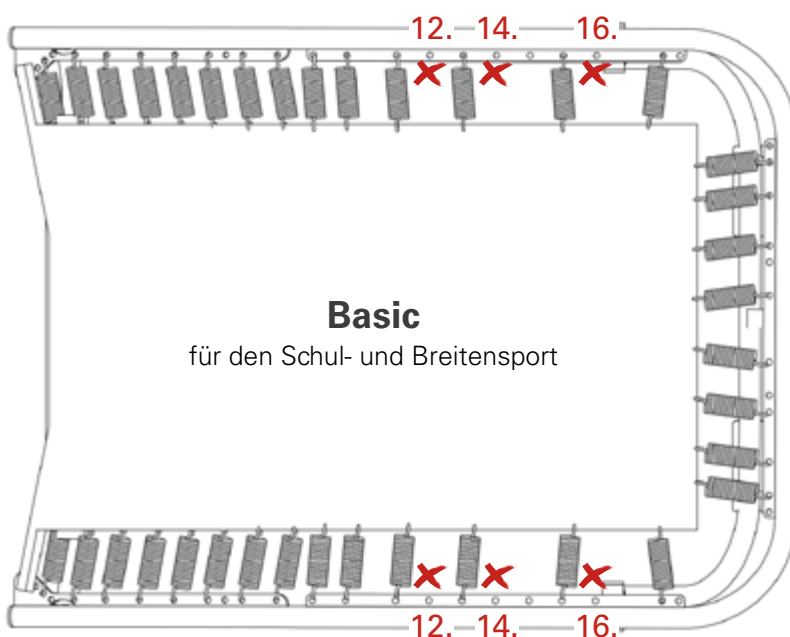 12. 14. 16.
Basic
für den Schul- und Breitensport
12. 14. 16.